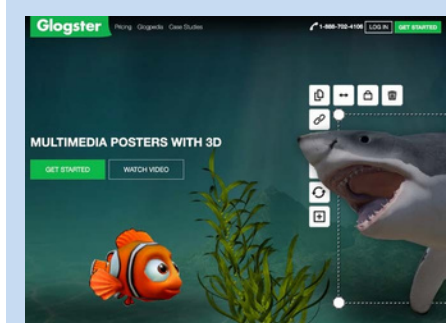 Glogster
Pricing Glogpedia Case Studies
1-888-702-4106
LOG IN
GET STARTED
MULTIMEDIA POSTERS WITH 3D
GET STARTED
WATCH VIDEO